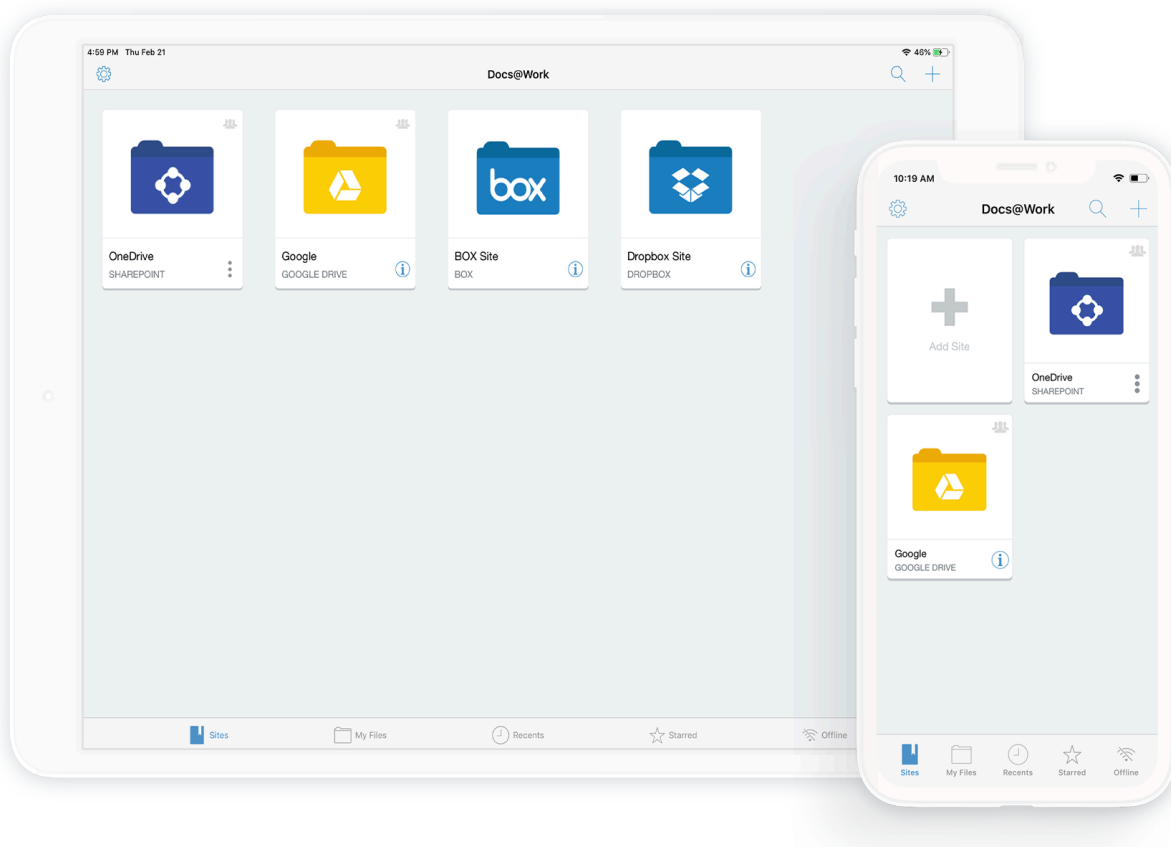 4:59 PM Thu Feb 21
46%
Docs@Work
box
OneDrive
SHAREPOINT
Google
GOOGLE DRIVE
BOX Site
BOX
Dropbox Site
DROPBOX
Sites
My Files
Recents
Starred
Offline
10:19 AM
Docs@Work
Add Site
OneDrive
SHAREPOINT
Google
GOOGLE DRIVE
Sites
My Files
Recents
Starred
Offline